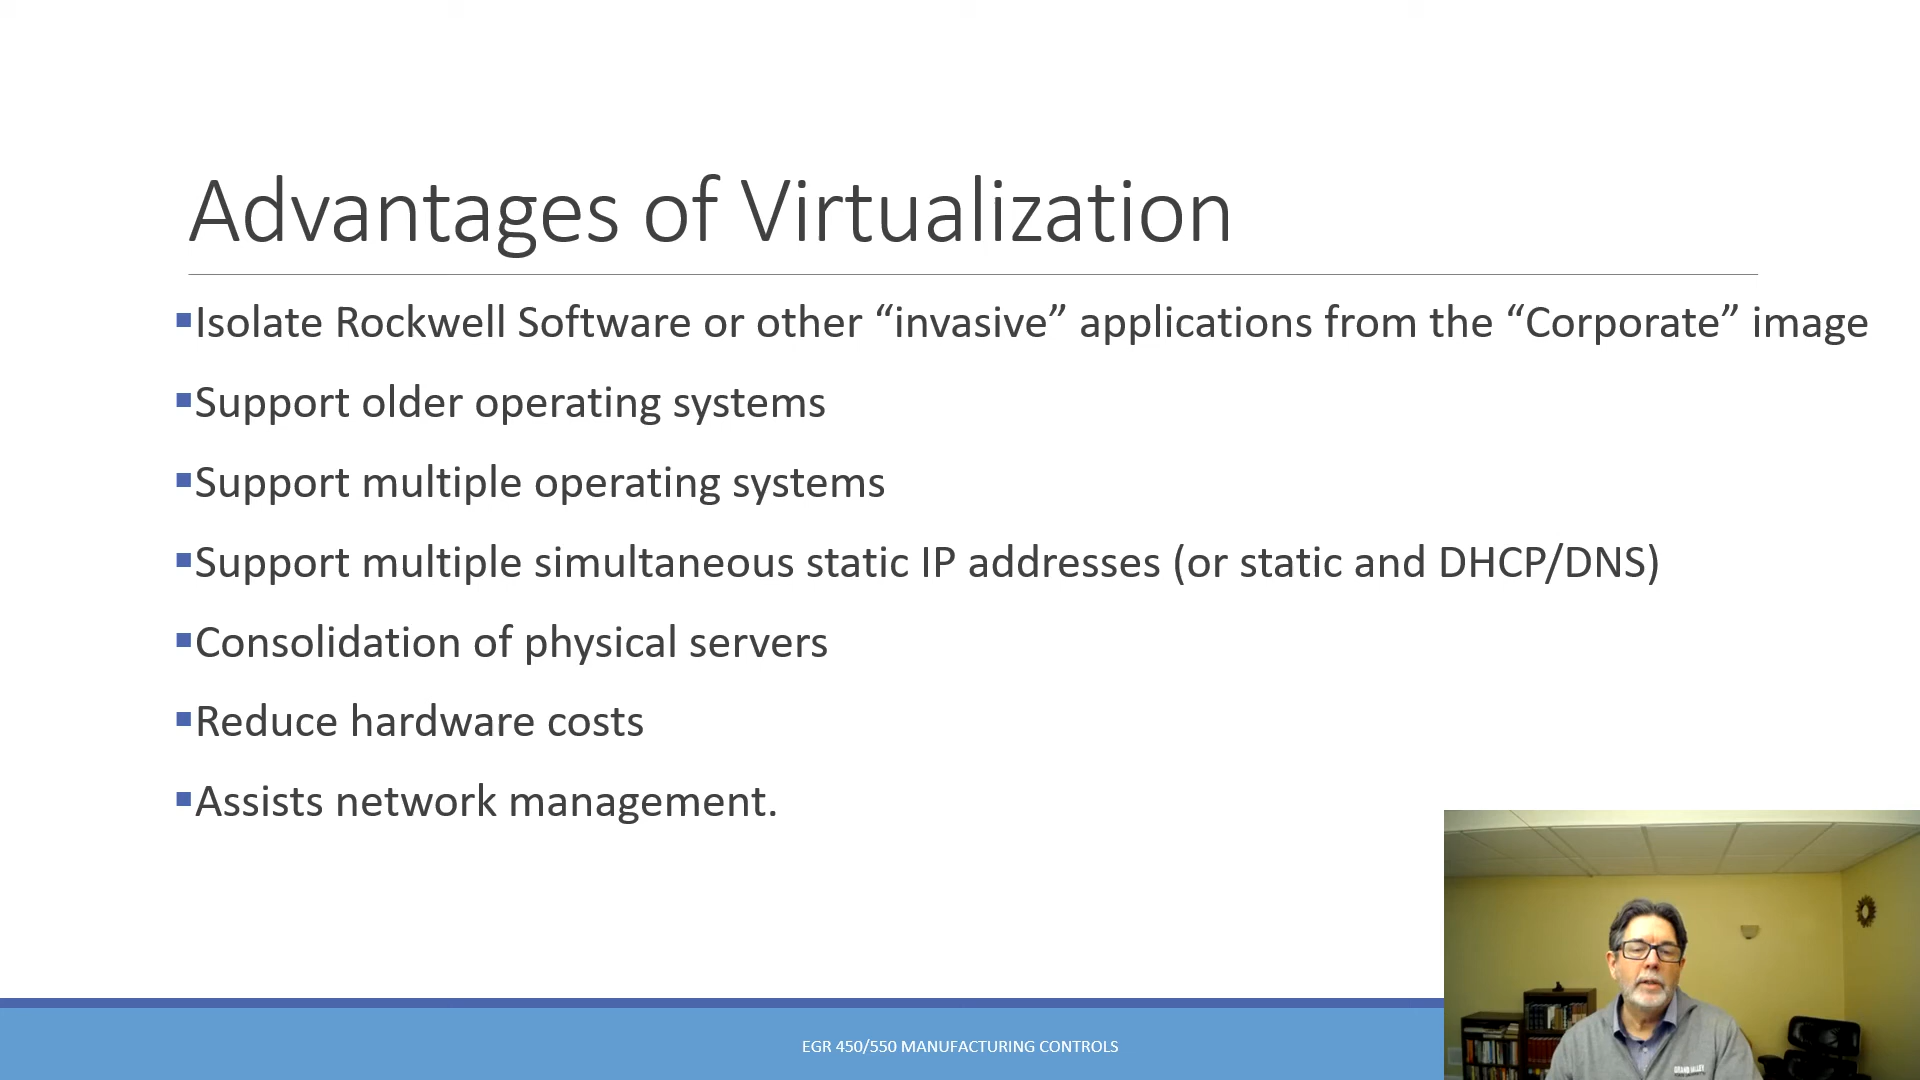 Advantages of Virtualization
▪Isolate Rockwell Software or other “invasive” applications from the “Corporate” image
▪Support older operating systems
▪Support multiple operating systems
▪Support multiple simultaneous static IP addresses (or static and DHCP/DNS)
▪Consolidation of physical servers
▪Reduce hardware costs
▪Assists network management.
EGR 450/550 MANUFACTURING CONTROLS
GRAND VALLEY